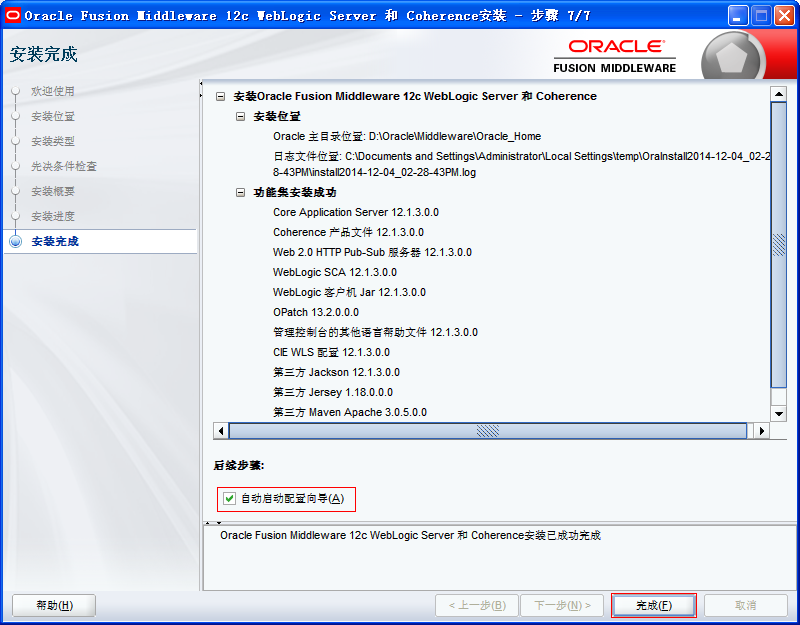 Oracle Fusion Middleware 12c WebLogic Server 和 Coherence安装 - 步骤 7/7
安装完成
ORACLE
FUSION MIDDLEWARE
欢迎使用
安装位置
安装类型
先决条件检查
安装概要
安装进度
安装完成
安装Oracle Fusion Middleware 12c WebLogic Server 和 Coherence
安装位置
Oracle 主目录位置: D:\Oracle\Middleware\Oracle_Home
日志文件位置: C:\Documents and Settings\Administrator\Local Settings\temp\OraInstall2014-12-04_02-2
8-43PM\install2014-12-04_02-28-43PM.log
功能集安装成功
Core Application Server 12.1.3.0.0
Coherence 产品文件 12.1.3.0.0
Web 2.0 HTTP Pub-Sub 服务器 12.1.3.0.0
WebLogic SCA 12.1.3.0.0
WebLogic 客户机 Jar 12.1.3.0.0
OPatch 13.2.0.0.0
管理控制台的其他语言帮助文件 12.1.3.0.0
CIE WLS 配置 12.1.3.0.0
第三方 Jackson 12.1.3.0.0
第三方 Jersey 1.18.0.0.0
第三方 Maven Apache 3.0.5.0.0
后续步骤:
自动启动配置向导(A)
Oracle Fusion Middleware 12c WebLogic Server 和 Coherence安装已成功完成
帮助(H)
< 上一步(B)
下一步(N) >
完成(F)
取消